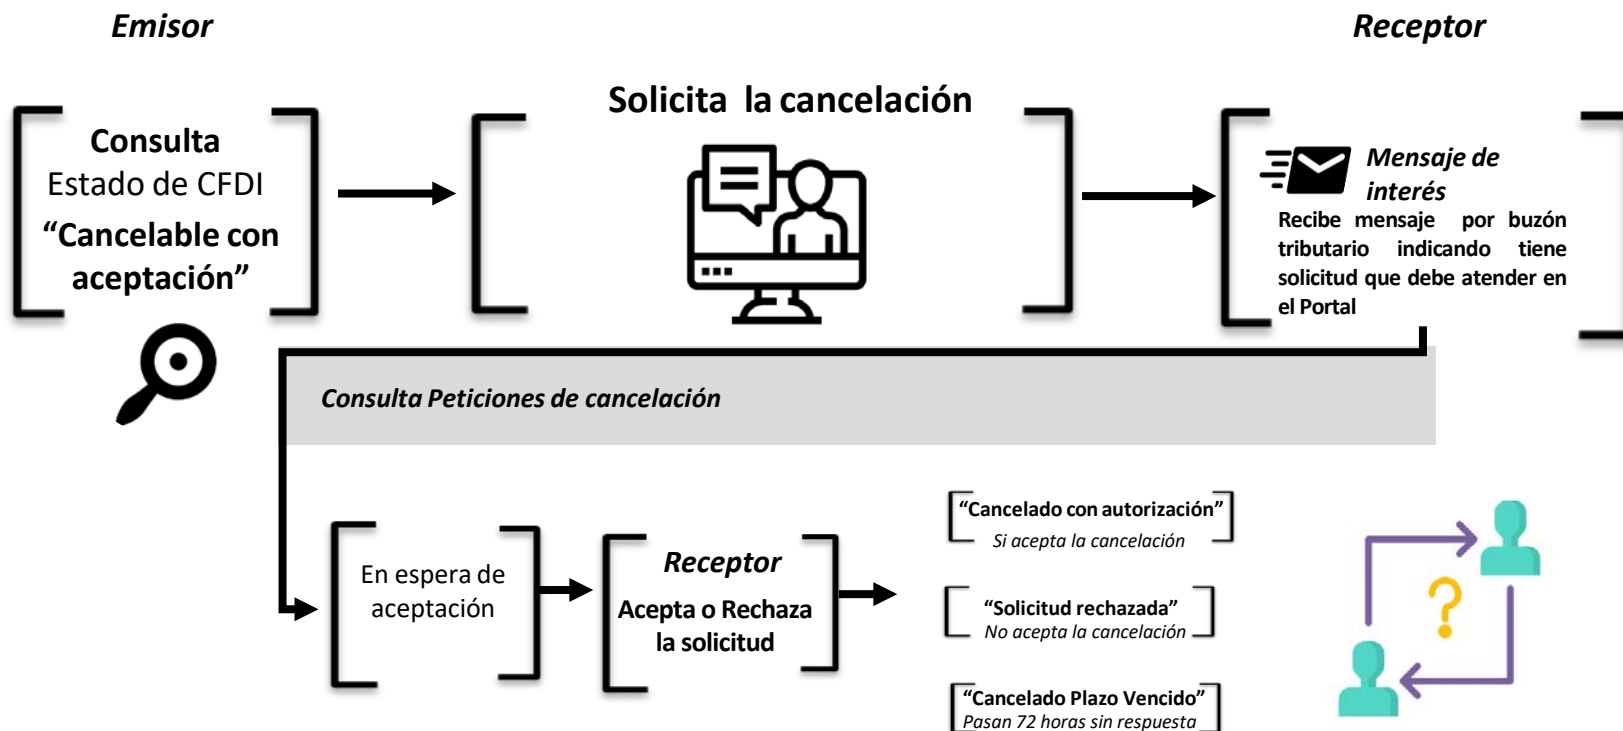 Emisor
Receptor
Consulta
Estado de CFDI
“Cancelable con
aceptación”
Solicita la cancelación
Mensaje de
interés
Recibe mensaje por buzón
tributario indicando tiene
solicitud que debe atender en
el Portal
Consulta Peticiones de cancelación
En espera de
aceptación
Receptor
Acepta o Rechaza
la solicitud
“Cancelado con autorización”
Si acepta la cancelación
“Solicitud rechazada”
No acepta la cancelación
“Cancelado Plazo Vencido”
Pasan 72 horas sin respuesta
?